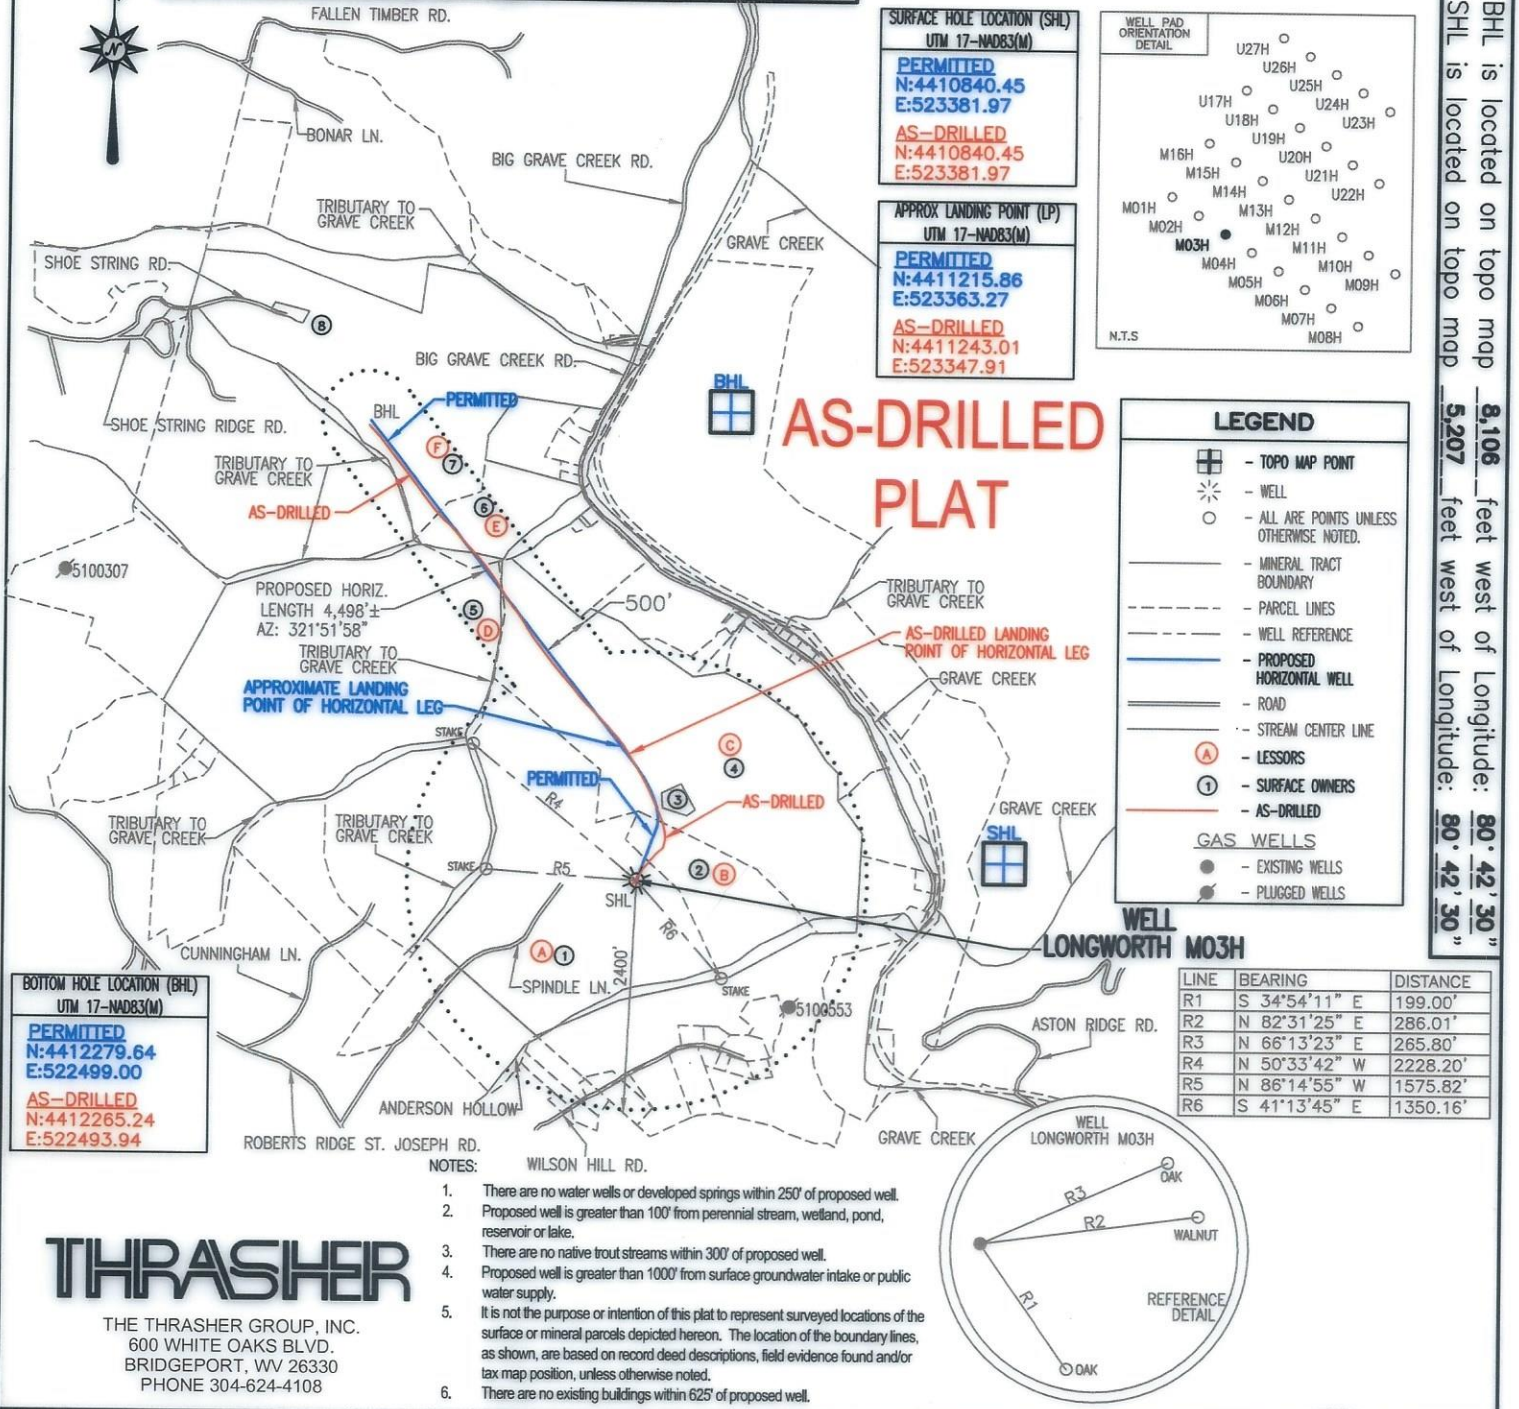 FALLEN TIMBER RD.
N
BONAR LN.
BIG GRAVE CREEK RD.
TRIBUTARY TO
GRAVE CREEK
SHOE STRING RD.
GRAVE CREEK
8
BIG GRAVE CREEK RD.
SHOE STRING RIDGE RD.
BHL
PERMITTED
TRIBUTARY TO
GRAVE CREEK
F
7
AS-DRILLED
6
E
5100307
PROPOSED HORIZ.
LENGTH 4,498'±
AZ: 321°51'58"
5
D
500'
TRIBUTARY TO
GRAVE CREEK
TRIBUTARY TO
GRAVE CREEK
AS-DRILLED LANDING
POINT OF HORIZONTAL LEG
GRAVE CREEK
APPROXIMATE LANDING
POINT OF HORIZONTAL LEG
STAKE
C
4
PERMITTED
R4
3
AS-DRILLED
TRIBUTARY TO
GRAVE CREEK
TRIBUTARY TO
GRAVE CREEK
GRAVE CREEK
STAKE
R5
2
B
SHL
R6
2400'
CUNNINGHAM LN.
A
1
SPINDLE LN.
STAKE
5100553
WELL
LONGWORTH M03H
ASTON RIDGE RD.
ANDERSON HOLLOW
ROBERTS RIDGE ST. JOSEPH RD.
WILSON HILL RD.
GRAVE CREEK
SURFACE HOLE LOCATION (SHL)
UTM 17-NAD83(M)
PERMITTED
N:4410840.45
E:523381.97
AS-DRILLED
N:4410840.45
E:523381.97
APPROX LANDING POINT (LP)
UTM 17-NAD83(M)
PERMITTED
N:4411215.86
E:523363.27
AS-DRILLED
N:4411243.01
E:523347.91
WELL PAD
ORIENTATION
DETAIL
U27H
U26H
U25H
U24H
U23H
U17H
U18H
U19H
U20H
U21H
U22H
M16H
M15H
M14H
M13H
M12H
M11H
M10H
M09H
M01H
M02H
M03H
M04H
M05H
M06H
M07H
M08H
N.T.S
BHL
AS-DRILLED
PLAT
SHL
LEGEND
- TOPO MAP POINT
- WELL
- ALL ARE POINTS UNLESS
OTHERWISE NOTED.
- MINERAL TRACT
BOUNDARY
- PARCEL LINES
- WELL REFERENCE
- PROPOSED
HORIZONTAL WELL
- ROAD
- STREAM CENTER LINE
A - LESSORS
1 - SURFACE OWNERS
- AS-DRILLED
GAS WELLS
- EXISTING WELLS
- PLUGGED WELLS
BHL is located on topo map 8,106 feet west of Longitude: 80° 42' 30"
SHL is located on topo map 5,207 feet west of Longitude: 80° 42' 30"
LINE BEARING DISTANCE
R1 S 34°54'11" E 199.00'
R2 N 82°31'25" E 286.01'
R3 N 66°13'23" E 265.80'
R4 N 50°33'42" W 2228.20'
R5 N 86°14'55" W 1575.82'
R6 S 41°13'45" E 1350.16'
BOTTOM HOLE LOCATION (BHL)
UTM 17-NAD83(M)
PERMITTED
N:4412279.64
E:522499.00
AS-DRILLED
N:4412265.24
E:522493.94
WELL
LONGWORTH M03H
OAK
R3
R2
WALNUT
R1
REFERENCE
DETAIL
OAK
NOTES:
1. There are no water wells or developed springs within 250' of proposed well.
2. Proposed well is greater than 100' from perennial stream, wetland, pond,
reservoir or lake.
3. There are no native trout streams within 300' of proposed well.
4. Proposed well is greater than 1000' from surface groundwater intake or public
water supply.
5. It is not the purpose or intention of this plat to represent surveyed locations of the
surface or mineral parcels depicted hereon. The location of the boundary lines,
as shown, are based on record deed descriptions, field evidence found and/or
tax map position, unless otherwise noted.
6. There are no existing buildings within 625' of proposed well.
THRASHER
THE THRASHER GROUP, INC.
600 WHITE OAKS BLVD.
BRIDGEPORT, WV 26330
PHONE 304-624-4108